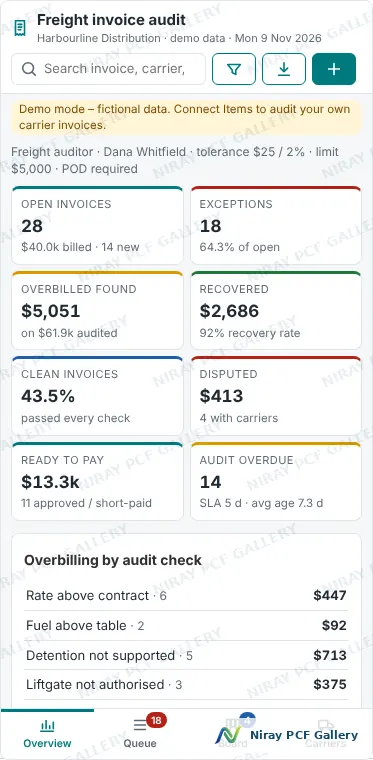 Freight invoice audit
Harbourline Distribution · demo data · Mon 9 Nov 2026
Search invoice, carrier,
Demo mode – fictional data. Connect Items to audit your own
carrier invoices.
Freight auditor · Dana Whitfield · tolerance $25 / 2% · limit
$5,000 · POD required
OPEN INVOICES
28
$40.0k billed · 14 new
EXCEPTIONS
18
64.3% of open
OVERBILLED FOUND
$5,051
on $61.9k audited
RECOVERED
$2,686
92% recovery rate
CLEAN INVOICES
43.5%
passed every check
DISPUTED
$413
4 with carriers
READY TO PAY
$13.3k
11 approved / short-paid
AUDIT OVERDUE
14
SLA 5 d · avg age 7.3 d
Overbilling by audit check
Rate above contract · 6 $447
Fuel above table · 2 $92
Detention not supported · 5 $713
Liftgate not authorised · 3 $375
Overview
18
Queue
4
Board
Carriers
Niray PCF Gallery
NIRAY PCF GALLERY